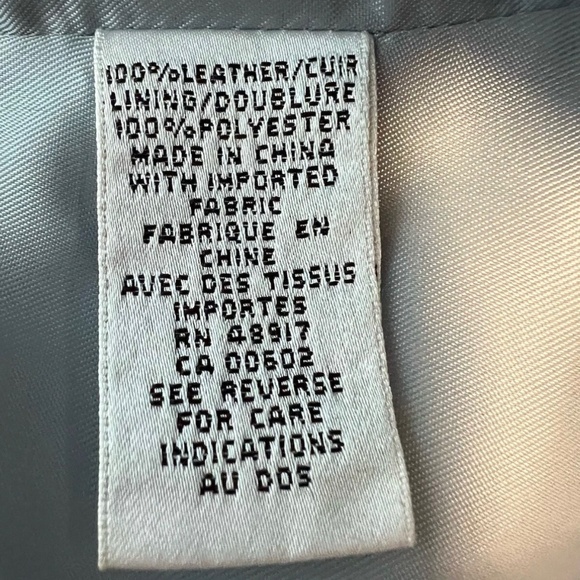 100%LEATHER/CUIR
LINING/DOUBLURE
100%POLYESTER
MADE IN CHINA
WITH IMPORTED
FABRIC
FABRIQUE EN
CHINE
AVEC DES TISSUS
IMPORTES
RN 48917
CA 00602
SEE REVERSE
FOR CARE
INDICATIONS
AU DOS